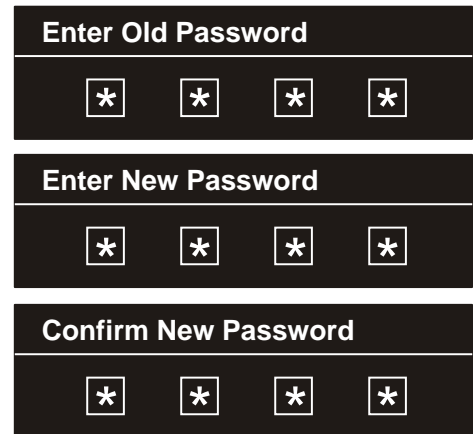 Enter Old Password
* * * *
Enter New Password
* * * *
Confirm New Password
* * * *